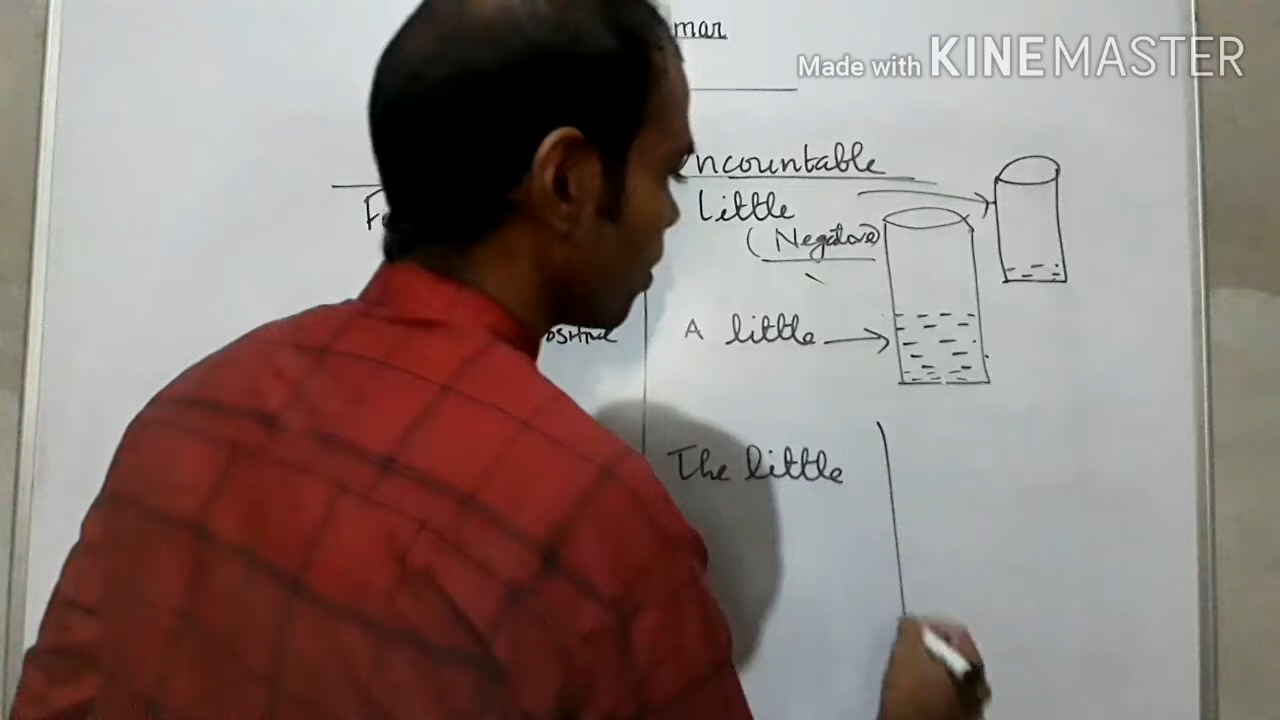 mar
Made with KINEMASTER
ncountable
Little
(Negative)
A little
The little